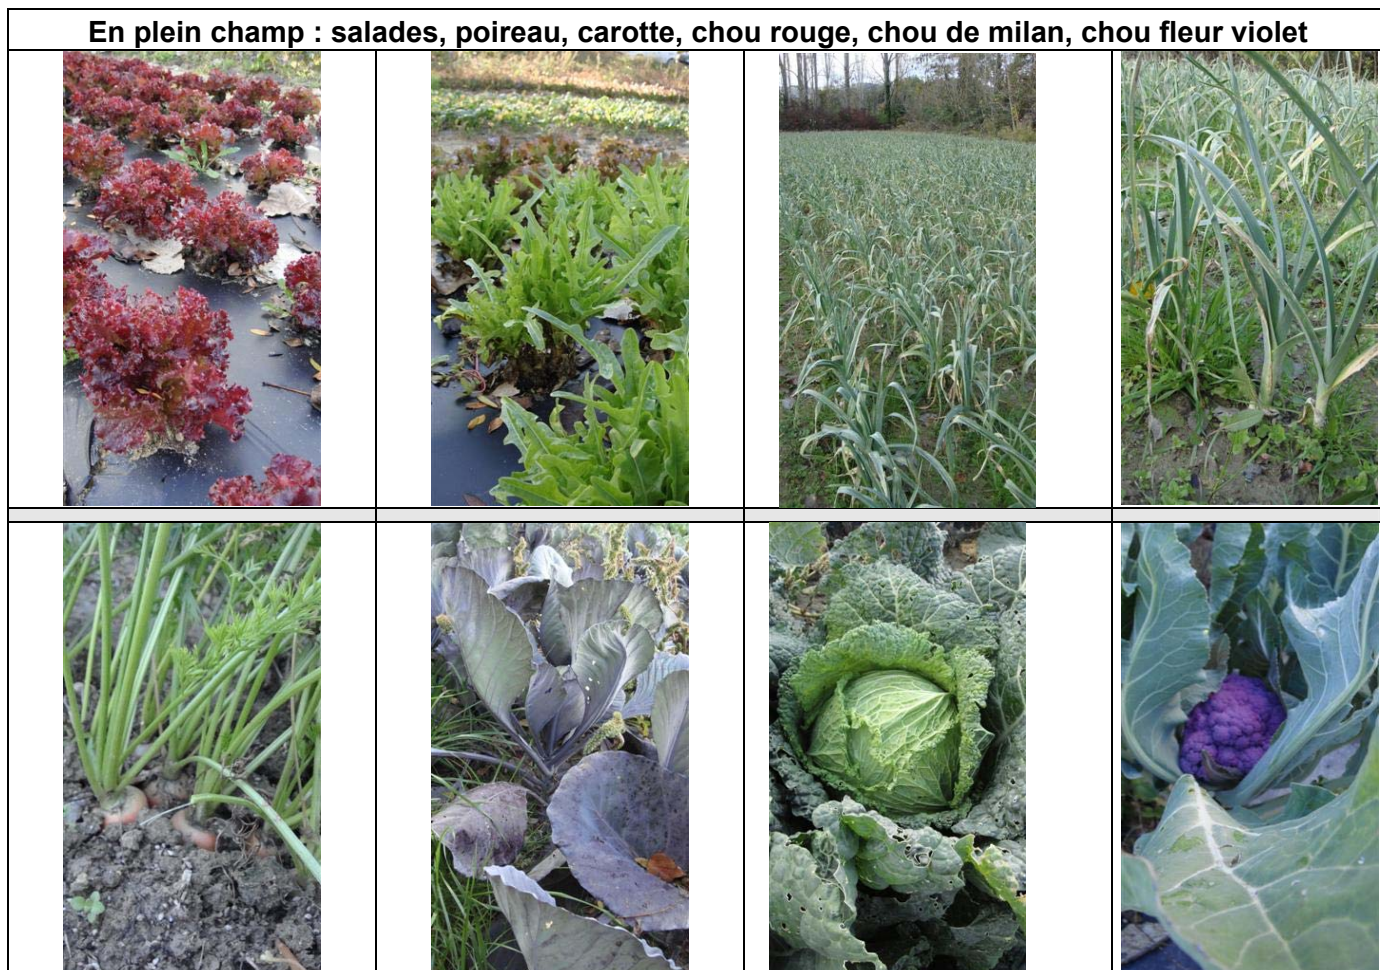 En plein champ : salades, poireau, carotte, chou rouge, chou de milan, chou fleur violet